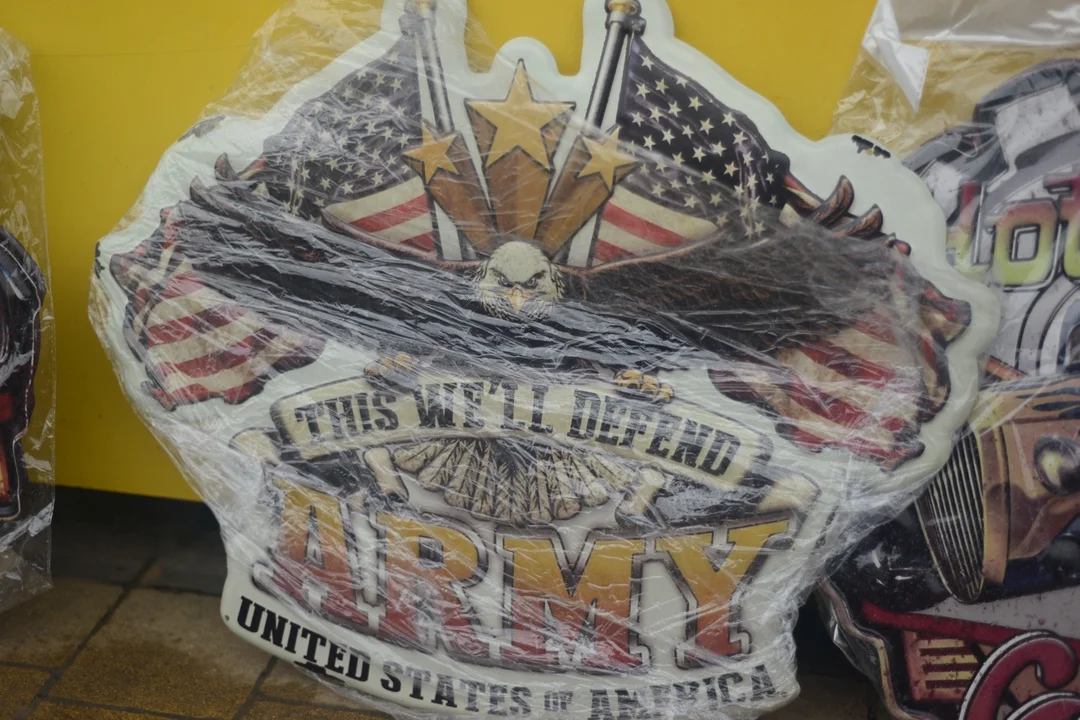 THIS WE'LL DEFEND
ARMY
UNITED STATES OF AMERICA